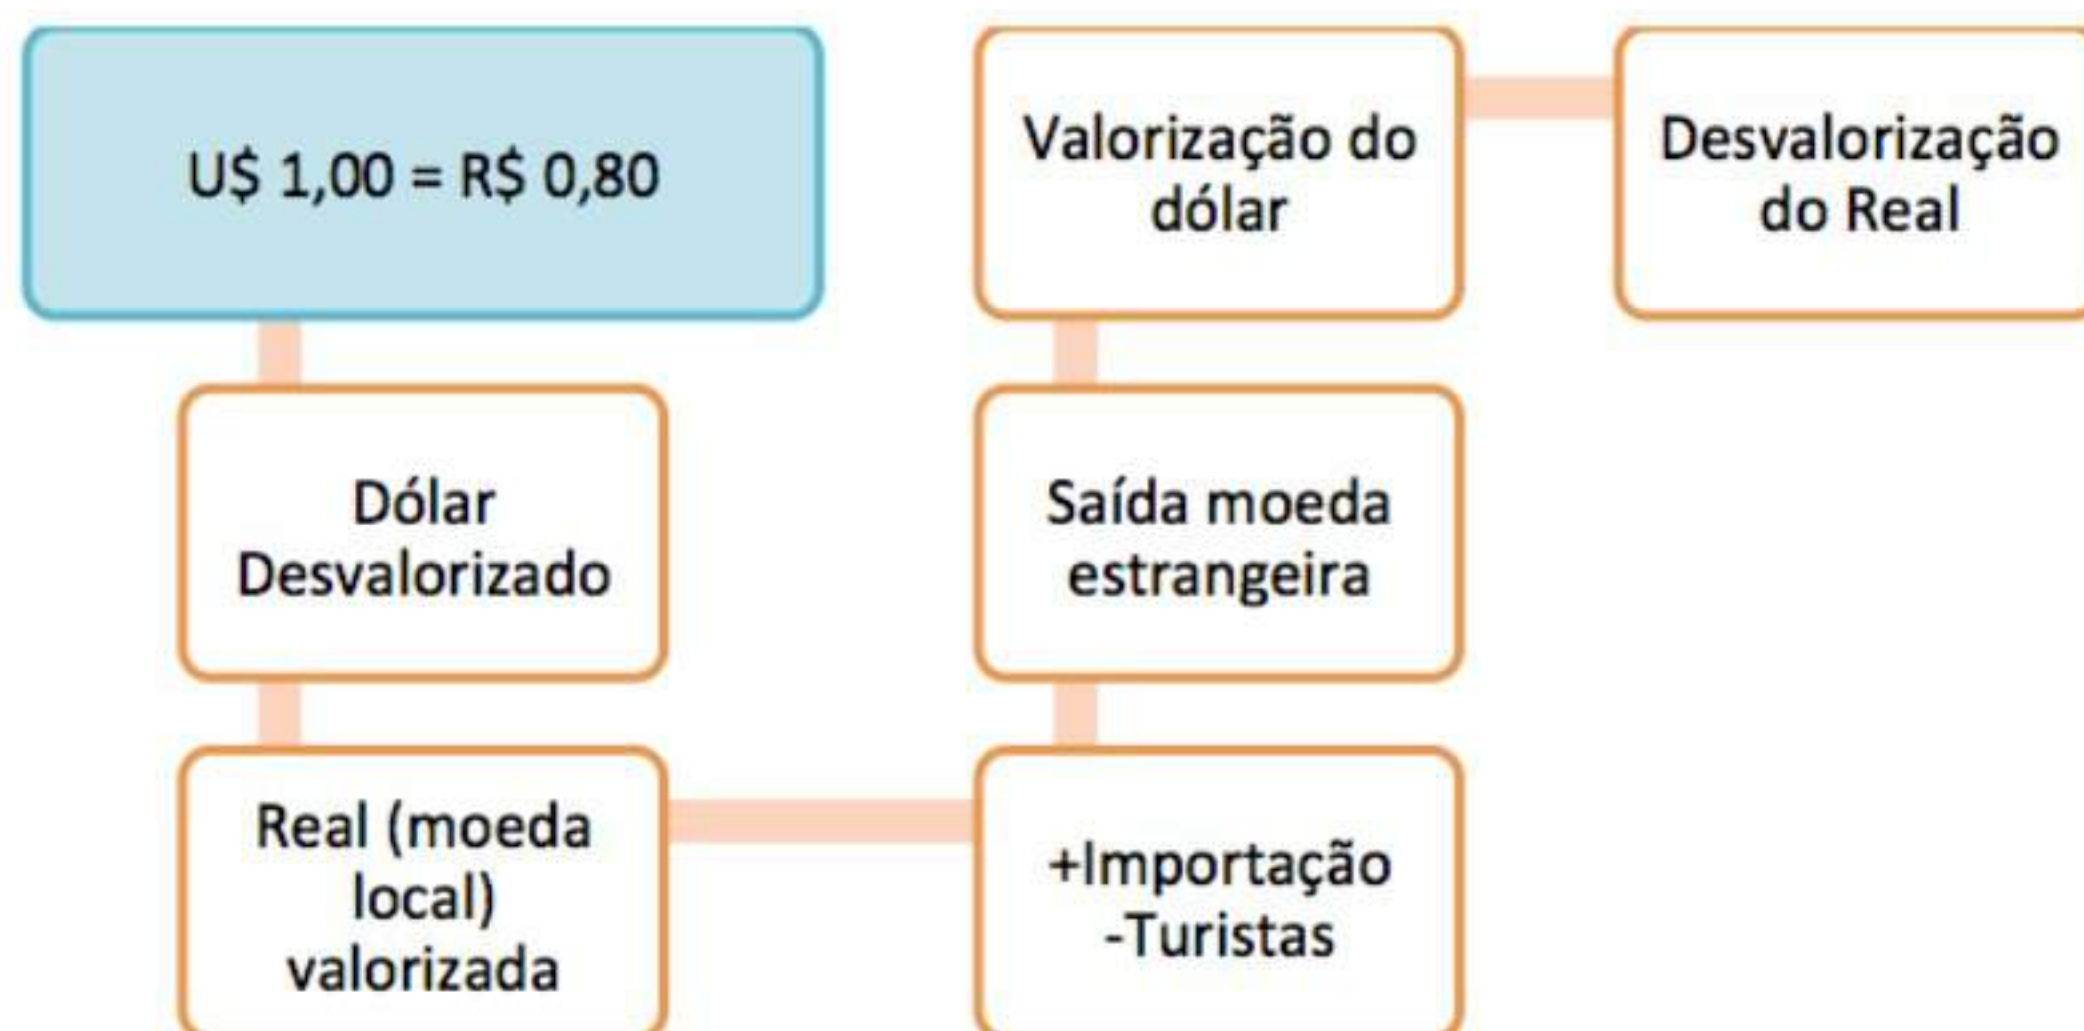 U$ 1,00 = R$ 0,80
Dólar
Desvalorizado
Real (moeda
local)
valorizada
+Importação
-Turistas
Saída moeda
estrangeira
Valorização do
dólar
Desvalorização
do Real